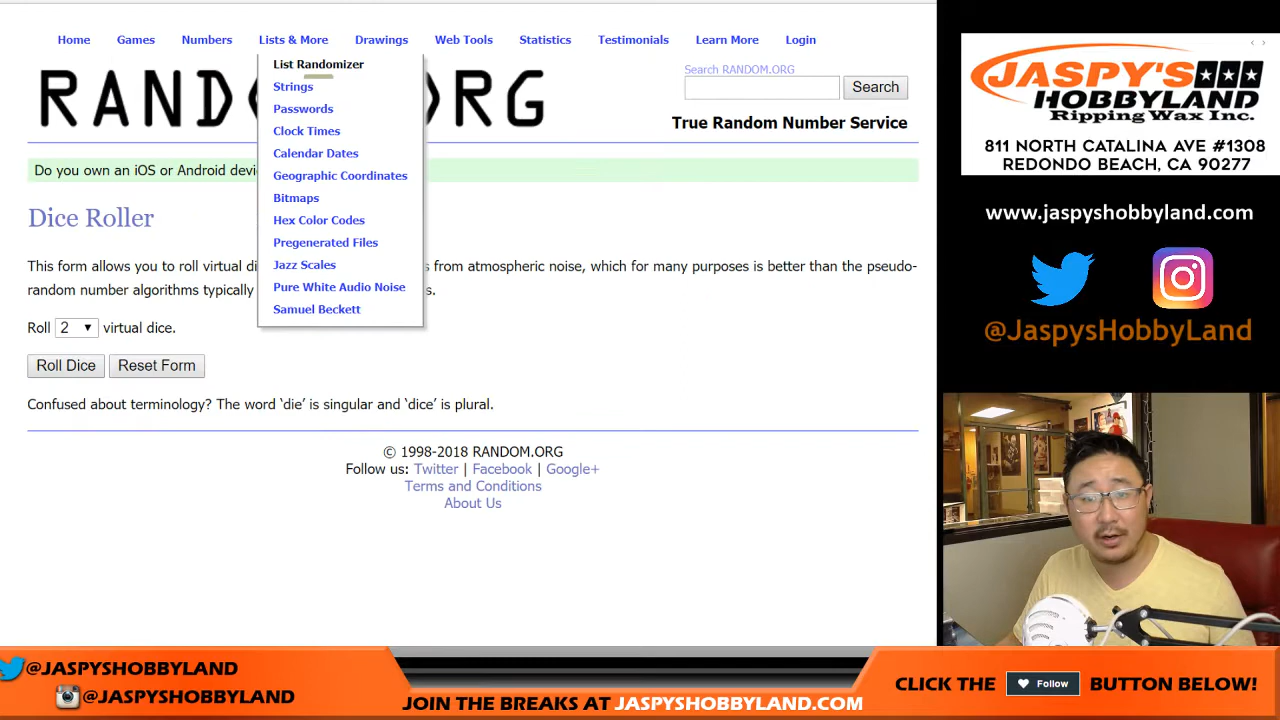 Home Games Numbers Lists & More Drawings Web Tools Statistics Testimonials Learn More Login
List Randomizer
Strings
Passwords
Clock Times
Calendar Dates
Geographic Coordinates
Bitmaps
Hex Color Codes
Pregenerated Files
Jazz Scales
Pure White Audio Noise
Samuel Beckett
Search RANDOM.ORG
Search
True Random Number Service
Do you own an iOS or Android
Dice Roller
This form allows you to roll virtual from atmospheric noise, which for many purposes is better than the pseudo-
random number algorithms typically
Roll 2 virtual dice.
Roll Dice Reset Form
Confused about terminology? The word ‘die’ is singular and ‘dice’ is plural.
© 1998-2018 RANDOM.ORG
Follow us: Twitter | Facebook | Google+
Terms and Conditions
About Us
JASPY'S
HOBBYLAND
Ripping Wax Inc.
811 NORTH CATALINA AVE #1308
REDONDO BEACH, CA 90277
www.jaspyshobbyland.com
@JaspysHobbyLand
@JASPYSHOBBYLAND
@JASPYSHOBBYLAND
JOIN THE BREAKS AT JASPYSHOBBYLAND.COM
CLICK THE Follow BUTTON BELOW!